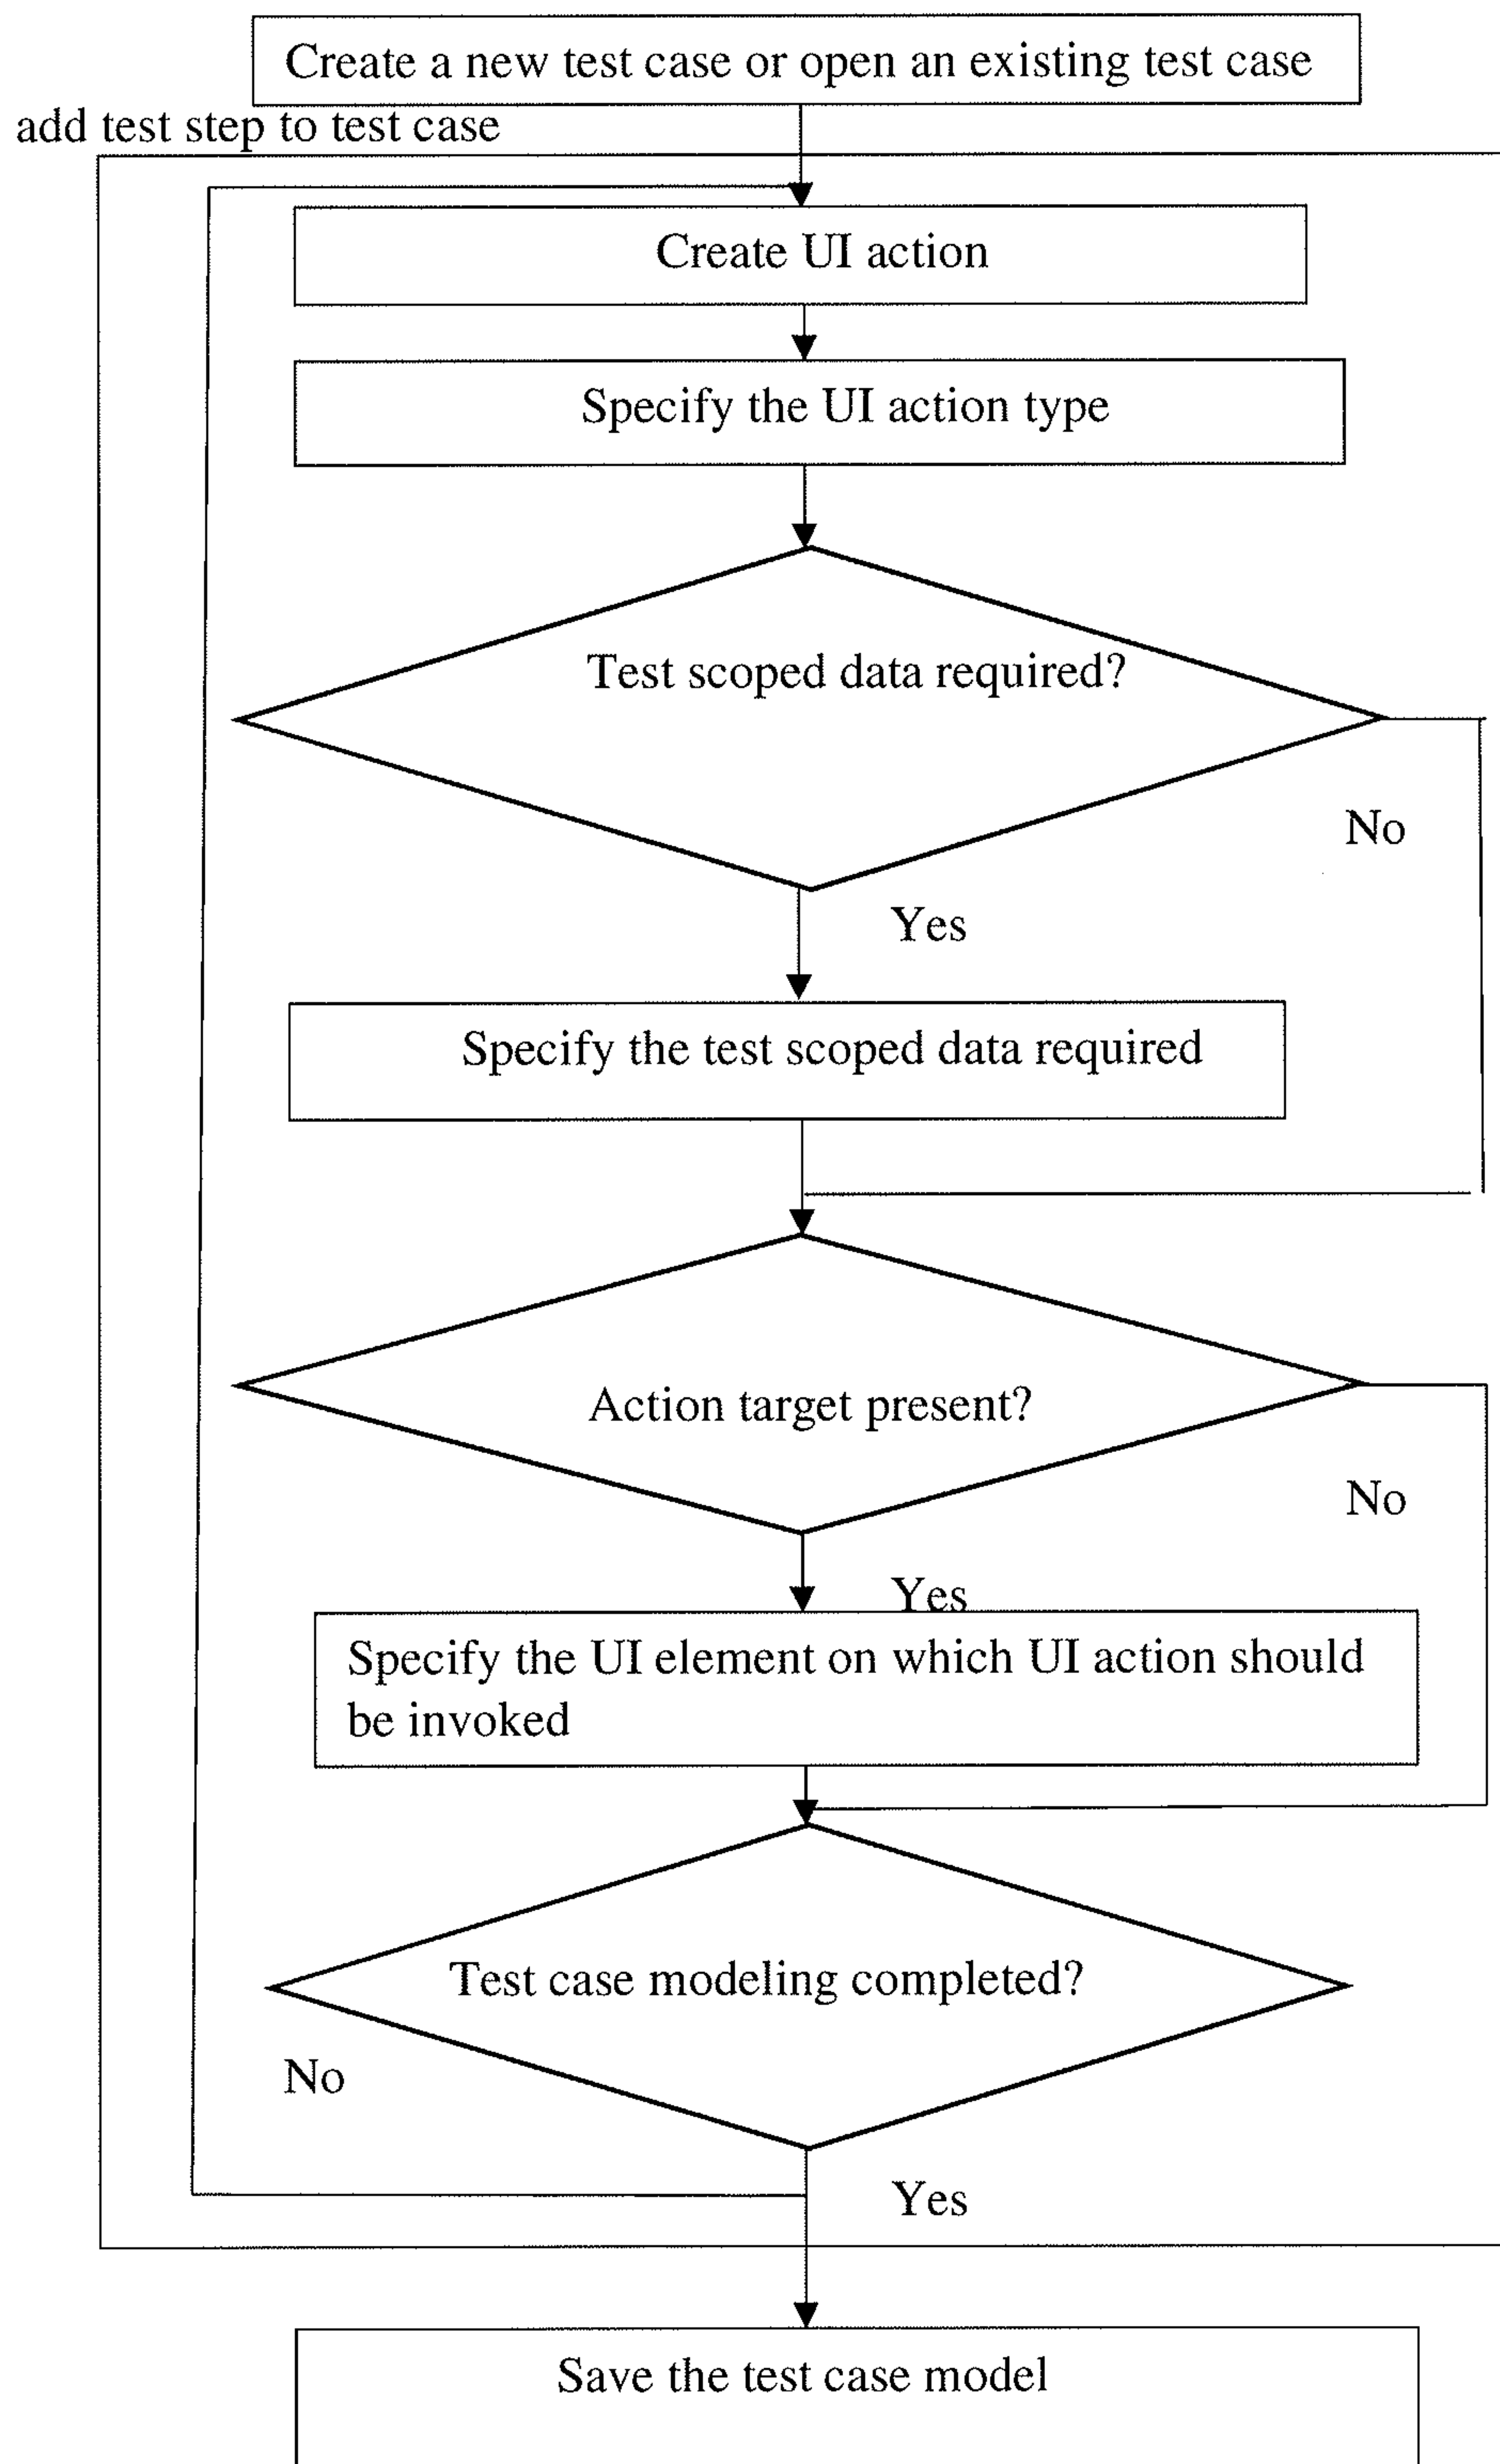 Create a new test case or open an existing test case
add test step to test case
Create UI action
Specify the UI action type
Test scoped data required?
No
Yes
Specify the test scoped data required
Action target present?
No
Yes
Specify the UI element on which UI action should
be invoked
Test case modeling completed?
No
Yes
Save the test case model